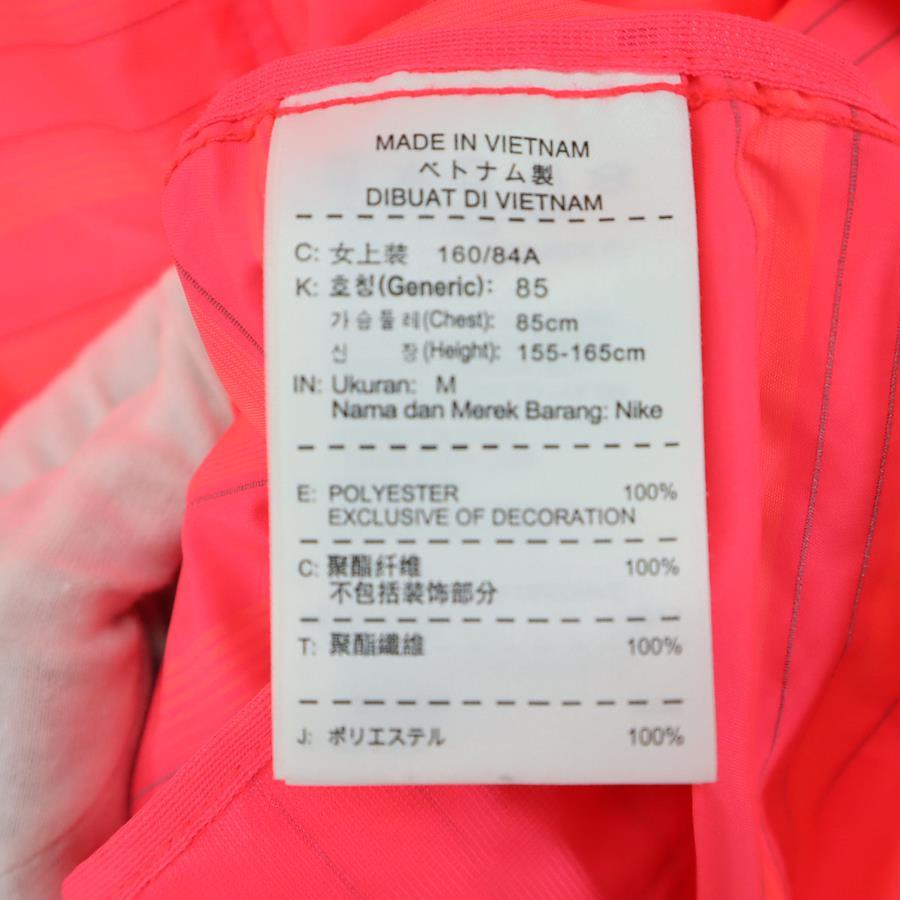 MADE IN VIETNAM
ベトナム製
DIBUAT DI VIETNAM
C: 女上装 160/84A
K: 호칭(Generic): 85
가슴둘레(Chest): 85cm
신 장(Height): 155-165cm
IN: Ukuran: M
Nama dan Merek Barang: Nike
E: POLYESTER 100%
EXCLUSIVE OF DECORATION
C: 聚酯纤维 100%
不包括装饰部分
T: 聚酯纖維 100%
J: ポリエステル 100%